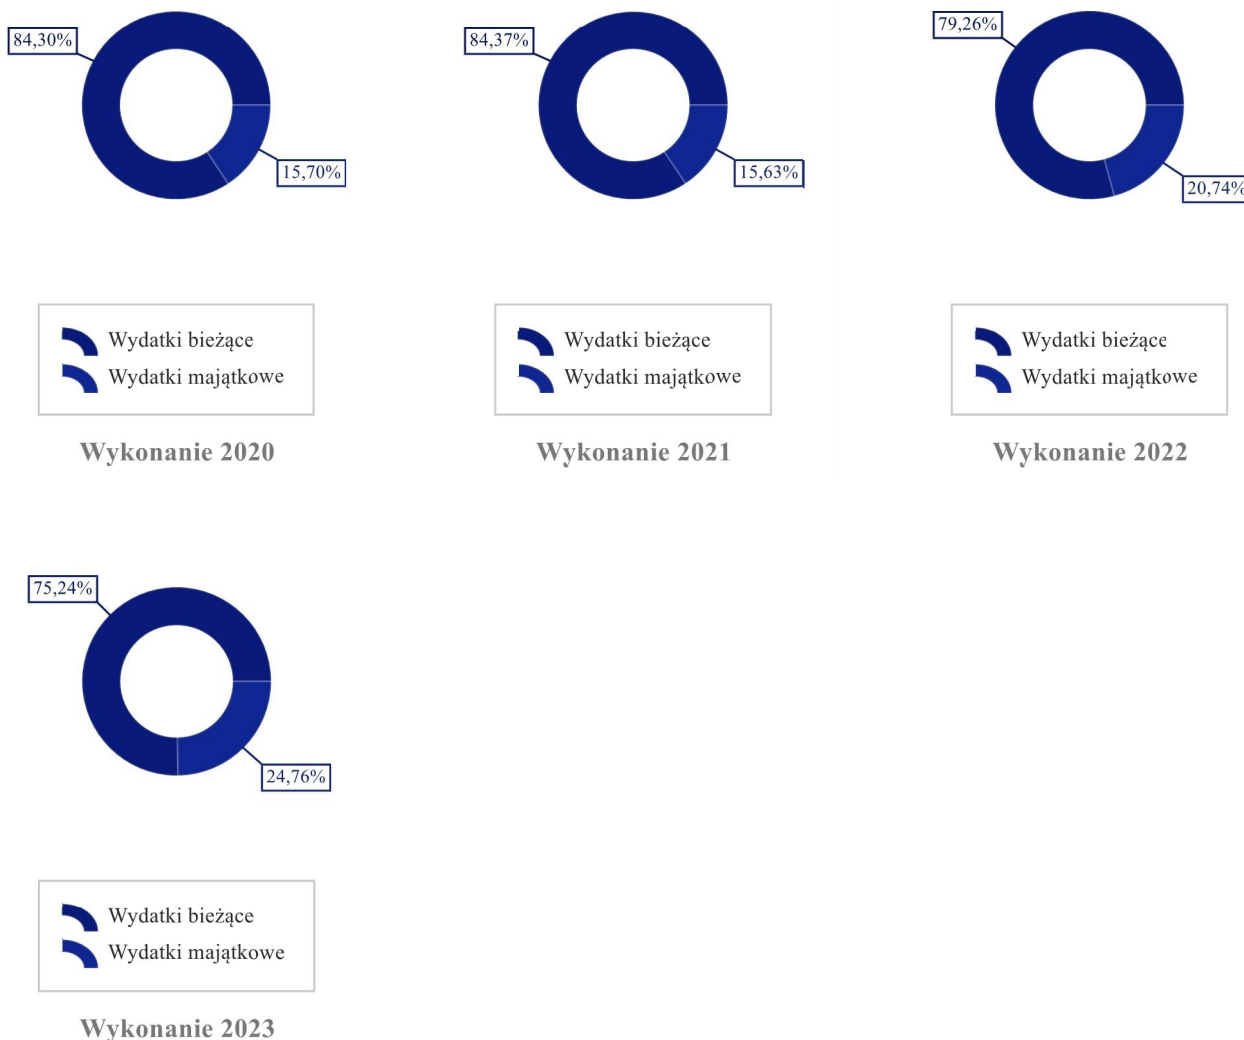 84,30%
15,70%
Wydatki bieżące
Wydatki majątkowe
Wykonanie 2020
84,37%
15,63%
Wydatki bieżące
Wydatki majątkowe
Wykonanie 2021
79,26%
20,74%
Wydatki bieżące
Wydatki majątkowe
Wykonanie 2022
75,24%
24,76%
Wydatki bieżące
Wydatki majątkowe
Wykonanie 2023